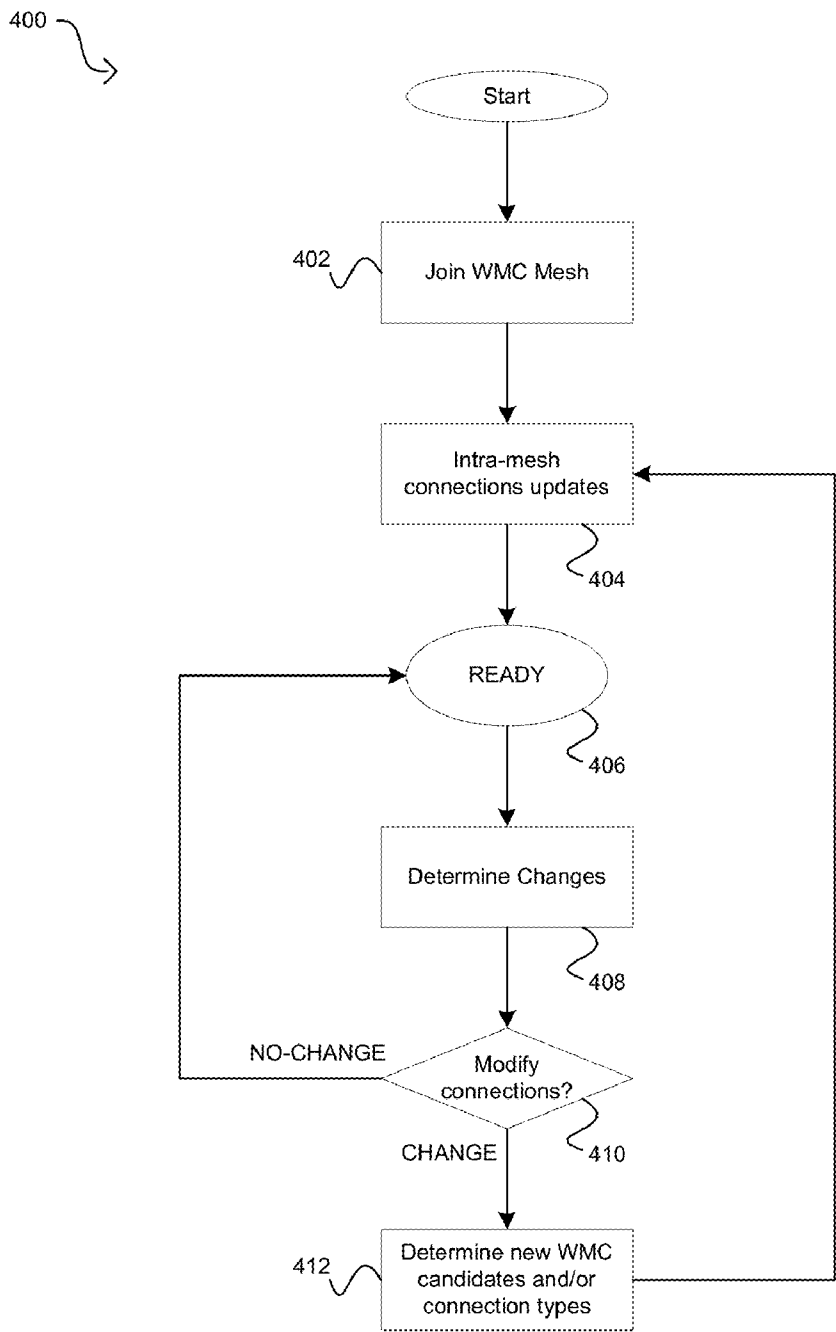 400
Start
402
Join WMC Mesh
Intra-mesh
connections updates
404
READY
406
Determine Changes
408
NO-CHANGE
Modify
connections?
410
CHANGE
412
Determine new WMC
candidates and/or
connection types